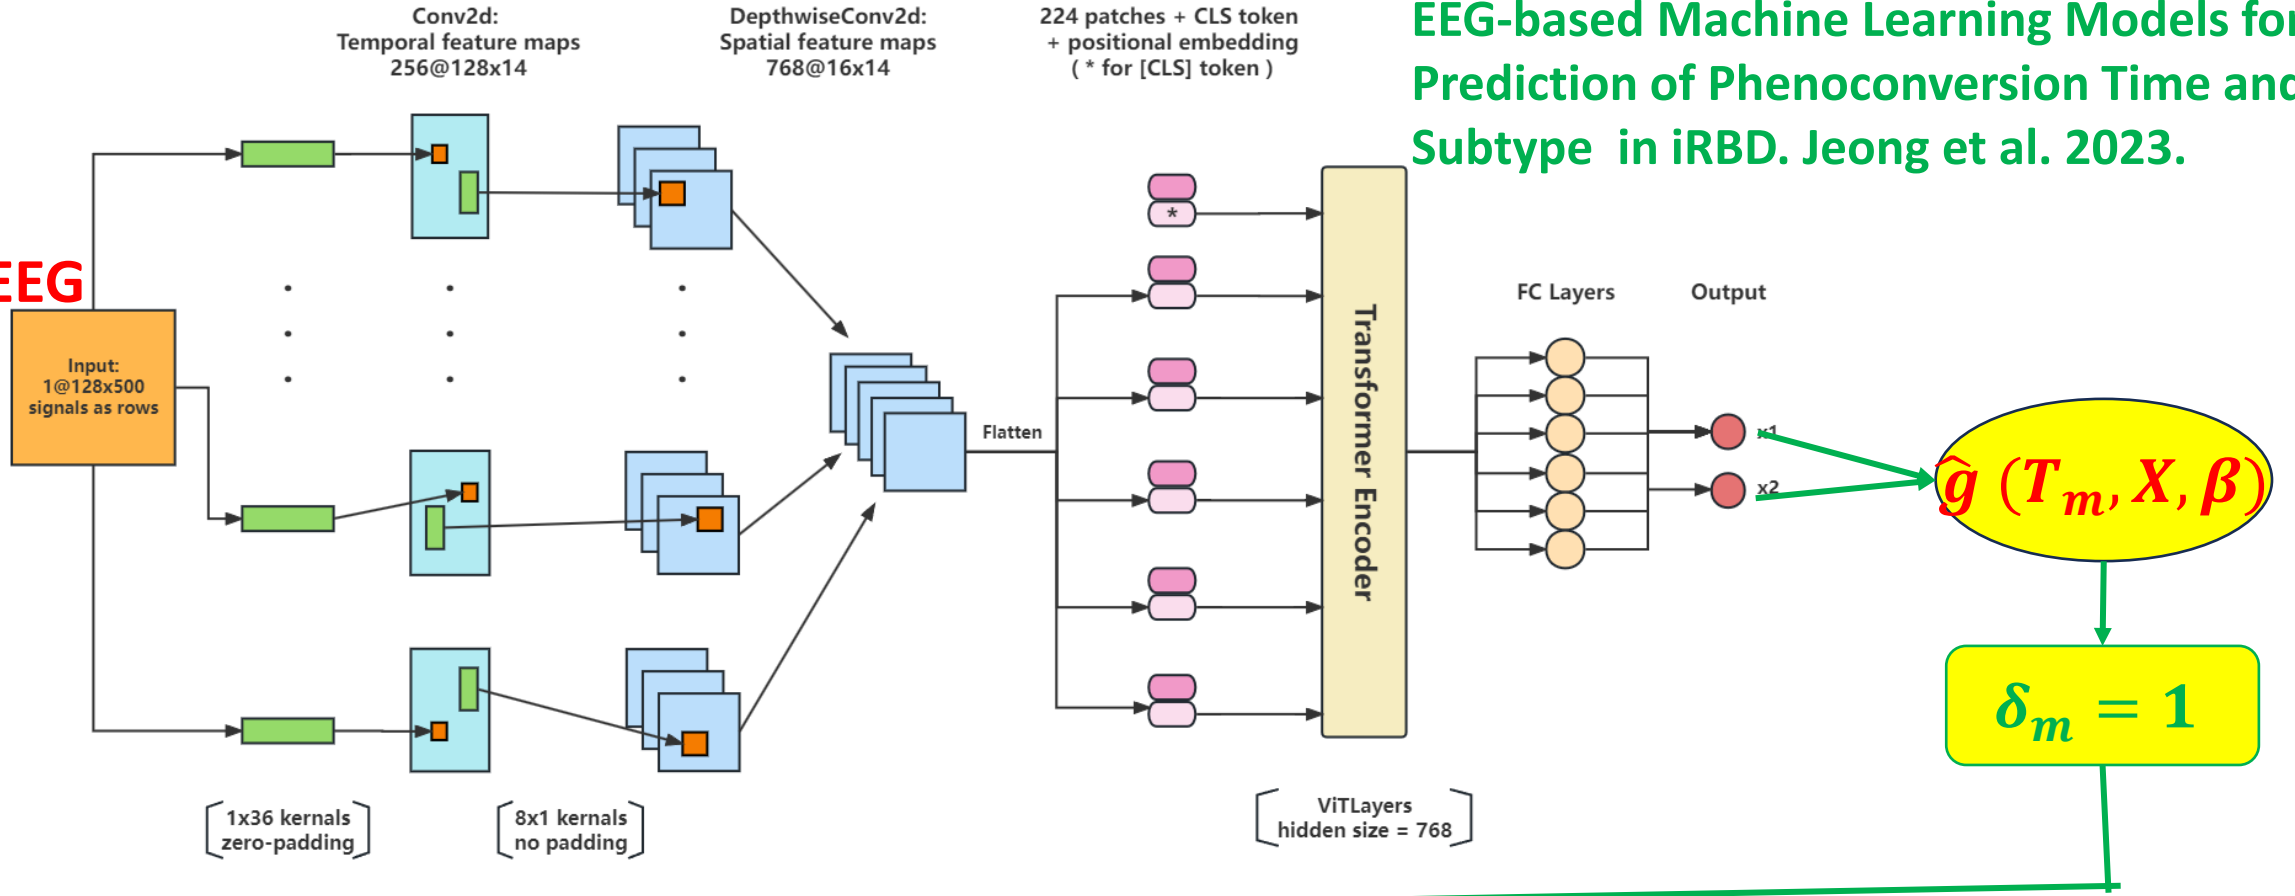 Conv2d:
Temporal feature maps
256@128x14
DepthwiseConv2d:
Spatial feature maps
768@16x14
224 patches + CLS token
+ positional embedding
( * for [CLS] token )
EEG-based Machine Learning Models for
Prediction of Phenoconversion Time and
Subtype in iRBD. Jeong et al. 2023.
EEG
Input:
1@128x500
signals as rows
Flatten
*
Transformer Encoder
FC Layers
Output
x1
x2
ĝ (Tₘ, X, β)
δₘ = 1
1x36 kernals
zero-padding
8x1 kernals
no padding
ViTLayers
hidden size = 768